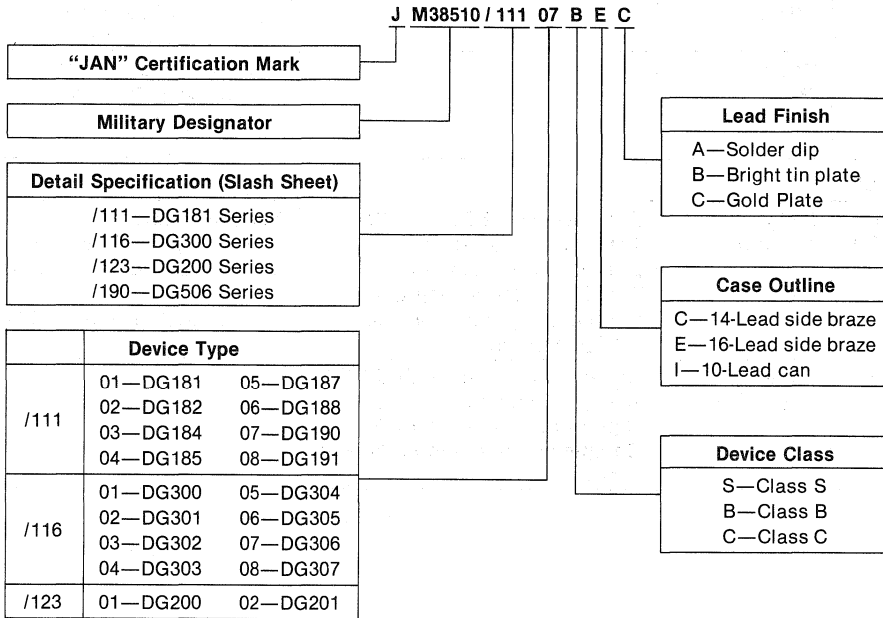 J M38510 / 111 07 B E C
“JAN” Certification Mark
Military Designator
Detail Specification (Slash Sheet)
/111—DG181 Series
/116—DG300 Series
/123—DG200 Series
/190—DG506 Series
Device Type
/111
01—DG181 05—DG187
02—DG182 06—DG188
03—DG184 07—DG190
04—DG185 08—DG191
/116
01—DG300 05—DG304
02—DG301 06—DG305
03—DG302 07—DG306
04—DG303 08—DG307
/123 01—DG200 02—DG201
Lead Finish
A—Solder dip
B—Bright tin plate
C—Gold Plate
Case Outline
C—14-Lead side braze
E—16-Lead side braze
I—10-Lead can
Device Class
S—Class S
B—Class B
C—Class C